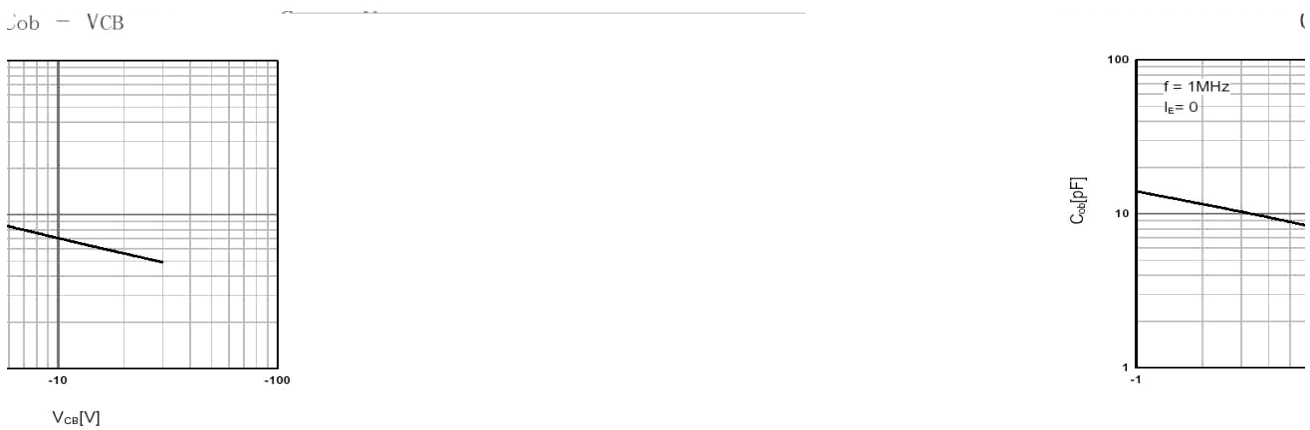 Cob - VCB
-10
-100
VCB[V]
100
f = 1MHz
IE= 0
Cob[pF]
10
1
-1